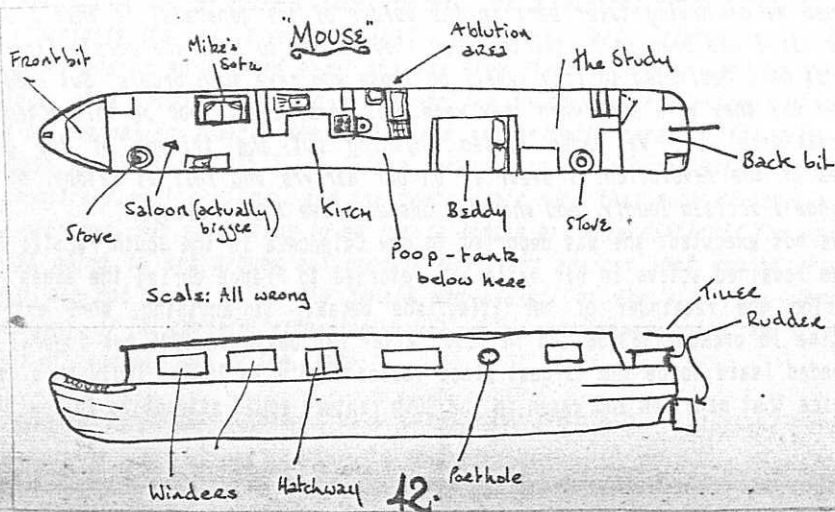 "MOUSE"
Frontbit
Mike's
Sofa
Ablution
area
The Study
Back bit
Stove
Saloon (actually
bigger)
KITCH
Poop-tank
below here
BEDDY
STOVE
Scale: All wrong
TILLER
RUDDER
MOUSE
Winders
Hatchway
Porthole
42.